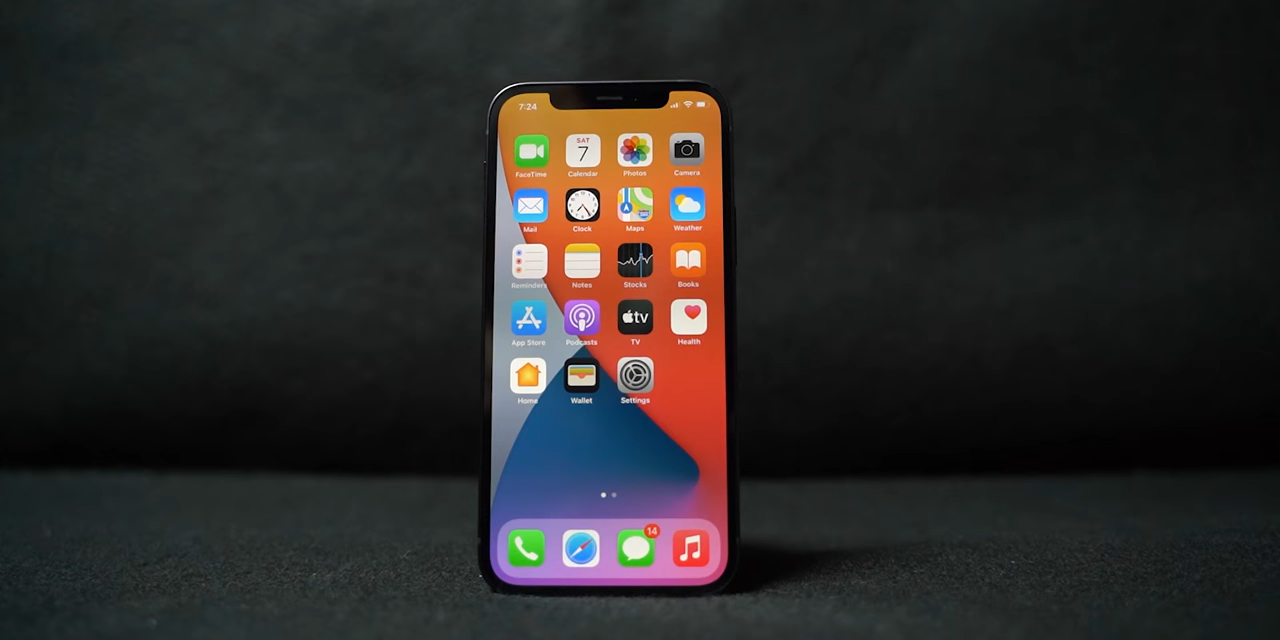 7:24
SAT
7
FaceTime Calendar Photos Camera
Mail Clock Maps Weather
Reminders Notes Stocks Books
tv
App Store Podcasts TV Health
Home Wallet Settings
14